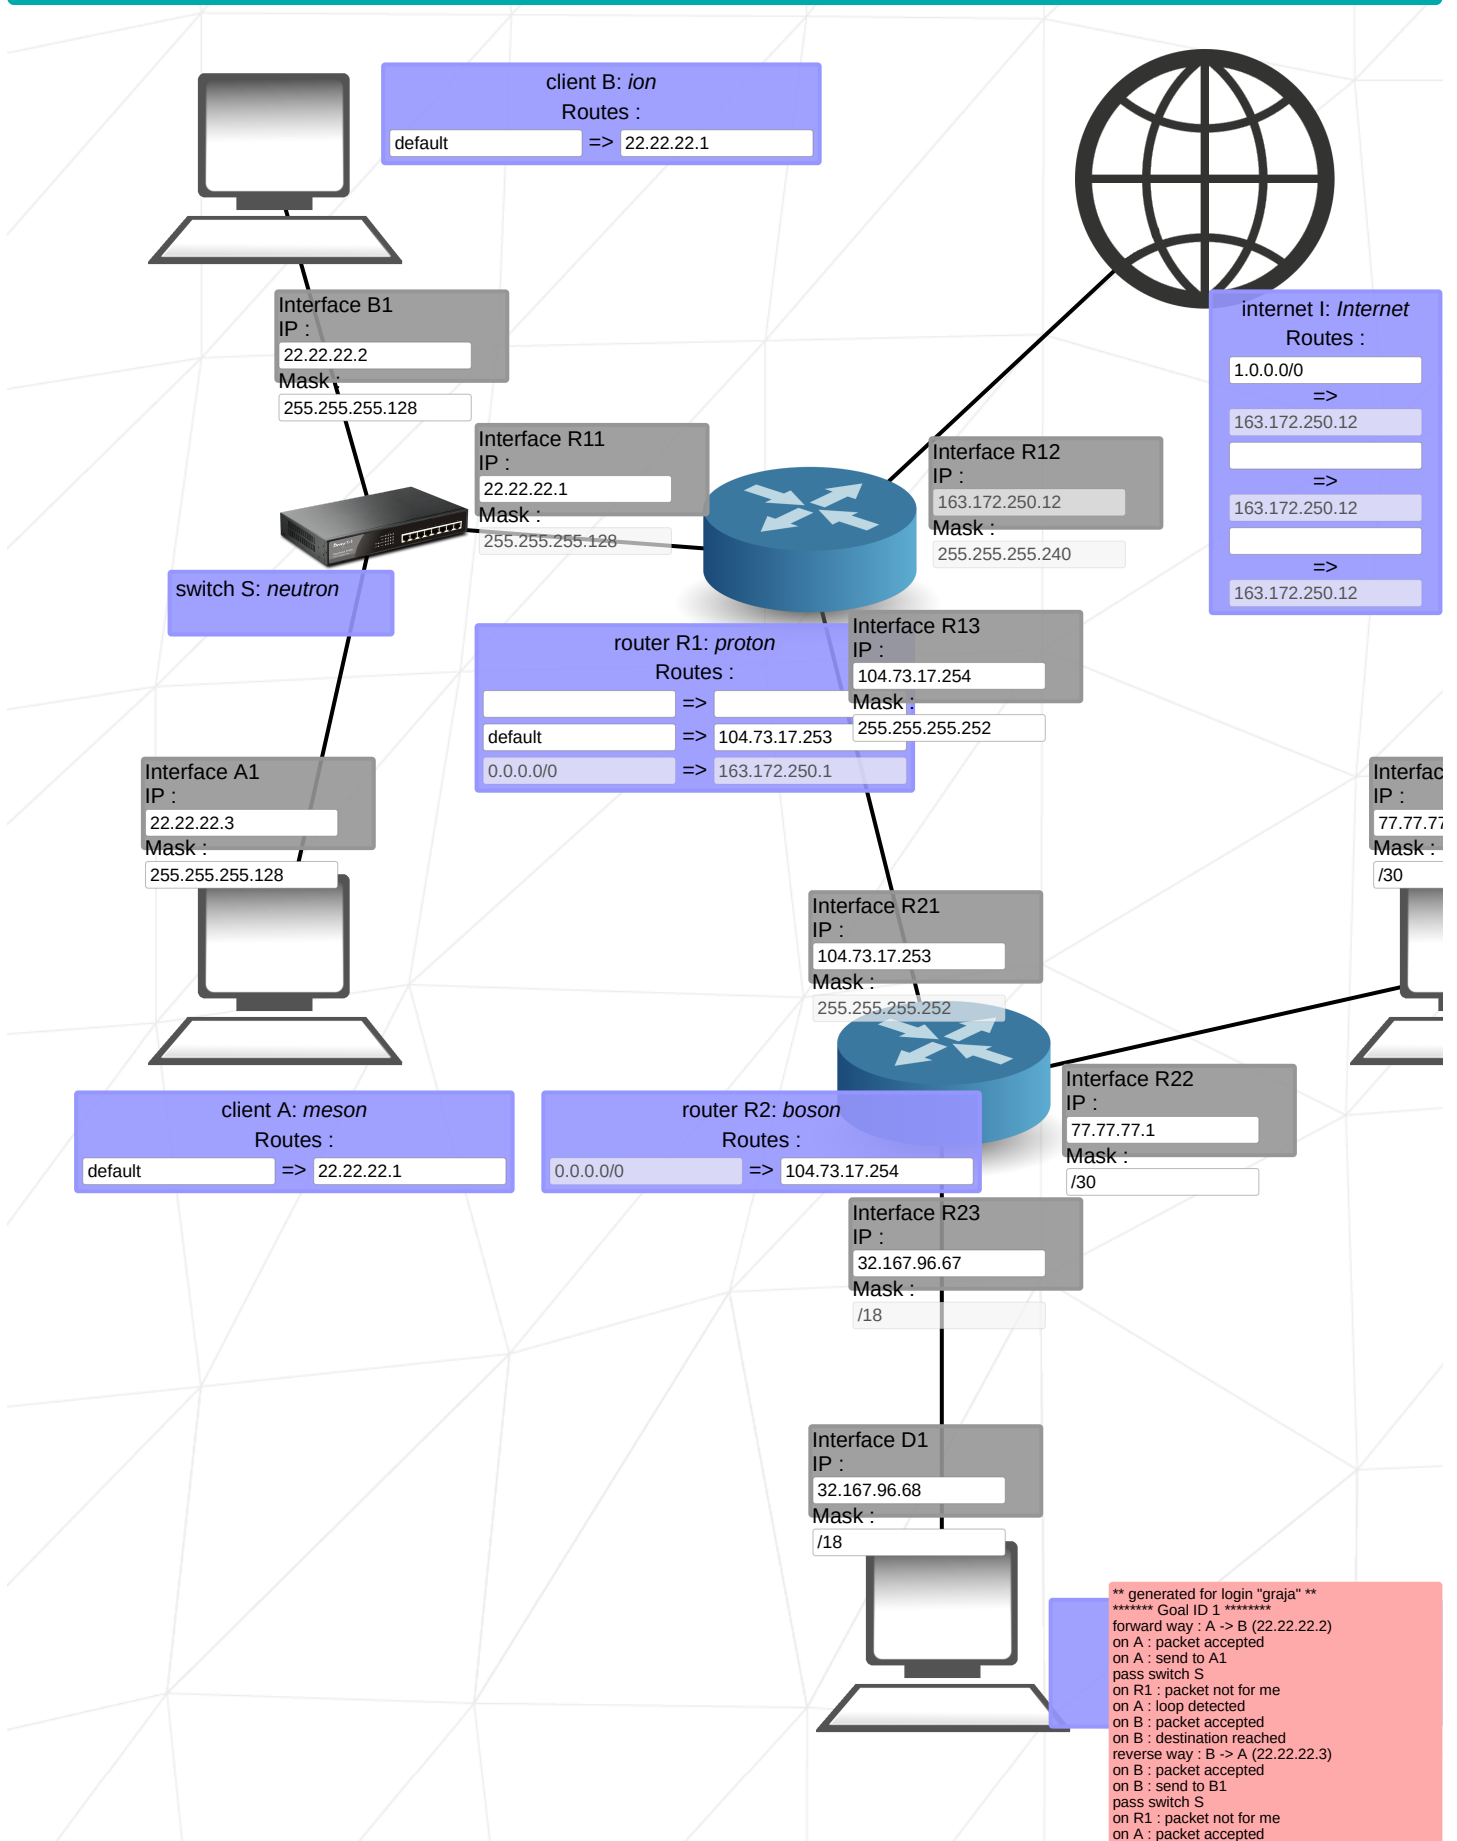 client B: ion
Routes :
default => 22.22.22.1
Interface B1
IP :
22.22.22.2
Mask :
255.255.255.128
internet I: Internet
Routes :
1.0.0.0/0
=>
163.172.250.12
=>
163.172.250.12
=>
163.172.250.12
Interface R11
IP :
22.22.22.1
Mask :
255.255.255.128
Interface R12
IP :
163.172.250.12
Mask :
255.255.255.240
switch S: neutron
router R1: proton
Routes :
=>
default => 104.73.17.253
0.0.0.0/0 => 163.172.250.1
Interface R13
IP :
104.73.17.254
Mask :
255.255.255.252
Interface A1
IP :
22.22.22.3
Mask :
255.255.255.128
Interfac
IP :
77.77.77
Mask :
/30
Interface R21
IP :
104.73.17.253
Mask :
255.255.255.252
Interface R22
IP :
77.77.77.1
Mask :
/30
client A: meson
Routes :
default => 22.22.22.1
router R2: boson
Routes :
0.0.0.0/0 => 104.73.17.254
Interface R23
IP :
32.167.96.67
Mask :
/18
Interface D1
IP :
32.167.96.68
Mask :
/18
** generated for login "graja" **
******* Goal ID 1 ********
forward way : A -> B (22.22.22.2)
on A : packet accepted
on A : send to A1
pass switch S
on R1 : packet not for me
on A : loop detected
on B : packet accepted
on B : destination reached
reverse way : B -> A (22.22.22.3)
on B : packet accepted
on B : send to B1
pass switch S
on R1 : packet not for me
on A : packet accepted